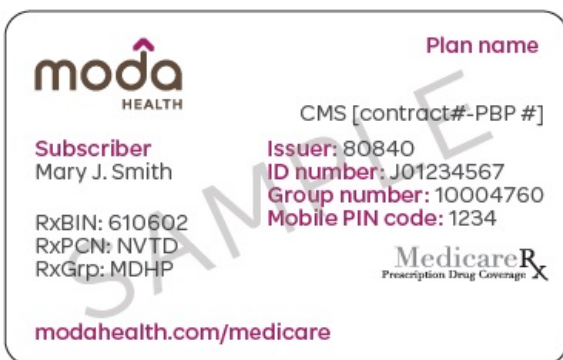 moda
HEALTH
Plan name
CMS [contract#-PBP #]
Subscriber
Mary J. Smith
Issuer: 80840
ID number: J01234567
Group number: 10004760
Mobile PIN code: 1234
RxBIN: 610602
RxPCN: NVTD
RxGrp: MDHP
MedicareRx
Prescription Drug Coverage
modahealth.com/medicare
SAMPLE